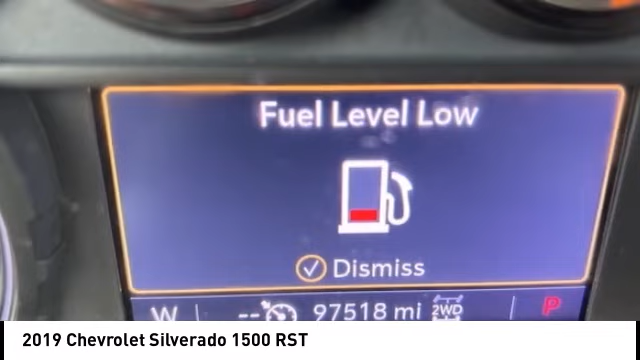 Fuel Level Low
Dismiss
W -- 97518 mi 2WD P
2019 Chevrolet Silverado 1500 RST